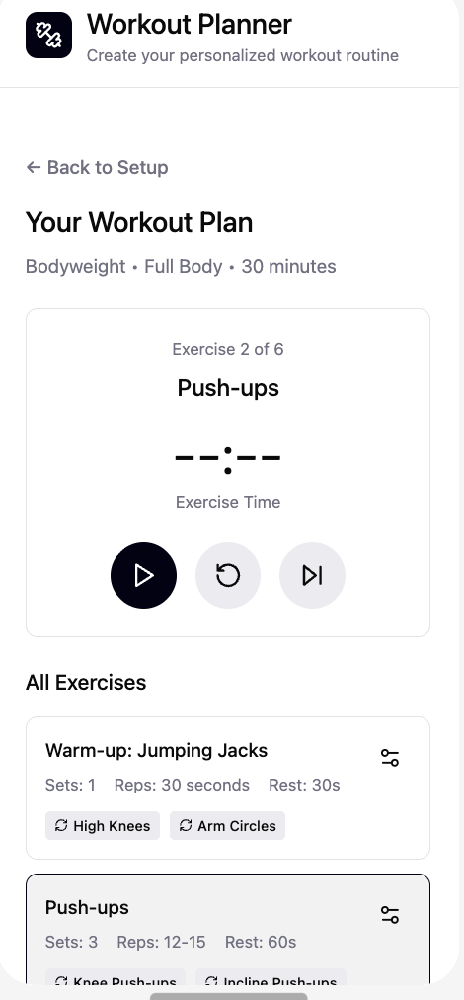 Workout Planner
Create your personalized workout routine
← Back to Setup
Your Workout Plan
Bodyweight • Full Body • 30 minutes
Exercise 2 of 6
Push-ups
--:--
Exercise Time
All Exercises
Warm-up: Jumping Jacks
Sets: 1 Reps: 30 seconds Rest: 30s
High Knees Arm Circles
Push-ups
Sets: 3 Reps: 12-15 Rest: 60s
Knee Push-ups Incline Push-ups